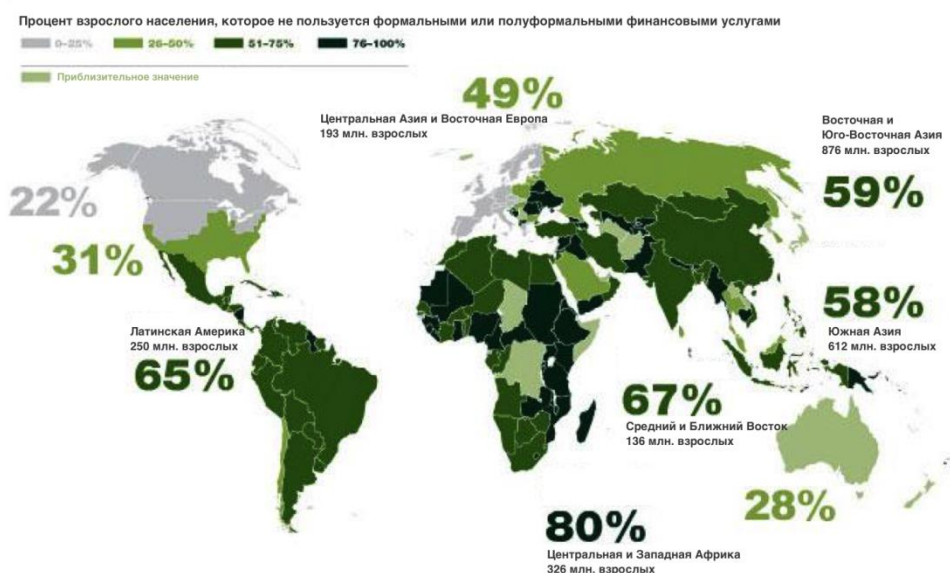 Процент взрослого населения, которое не пользуется формальными или полуформальными финансовыми услугами
0–25% 26–50% 51–75% 76–100%
Приблизительное значение
49%
Центральная Азия и Восточная Европа
193 млн. взрослых
Восточная и
Юго-Восточная Азия
876 млн. взрослых
59%
22%
31%
58%
Южная Азия
612 млн. взрослых
Латинская Америка
250 млн. взрослых
65%
67%
Средний и Ближний Восток
136 млн. взрослых
28%
80%
Центральная и Западная Африка
326 млн. взрослых